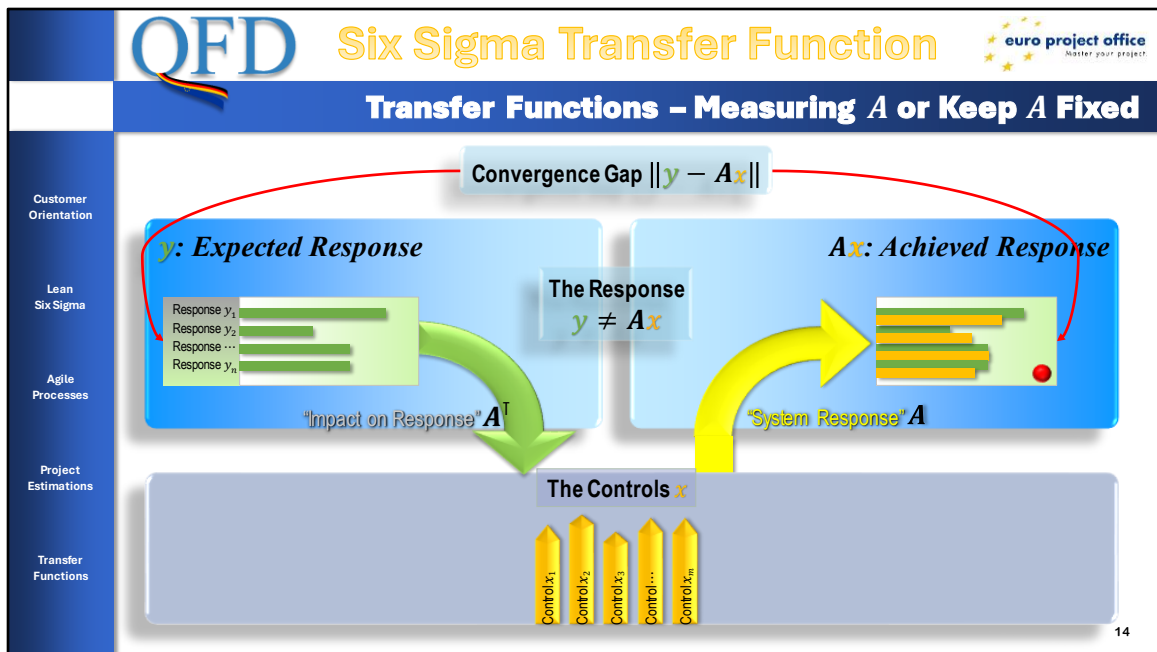 QFD
Six Sigma Transfer Function
euro project office
Master your project.
Transfer Functions – Measuring A or Keep A Fixed
Customer
Orientation
Lean
Six Sigma
Agile
Processes
Project
Estimations
Transfer
Functions
Convergence Gap ‖y − Ax‖
y: Expected Response
Response y₁
Response y₂
Response ⋯
Response yₙ
"Impact on Response" Aᵀ
The Response
y ≠ Ax
Ax: Achieved Response
"System Response" A
The Controls x
Control x₁
Control x₂
Control x₃
Control ⋯
Control xₘ
14